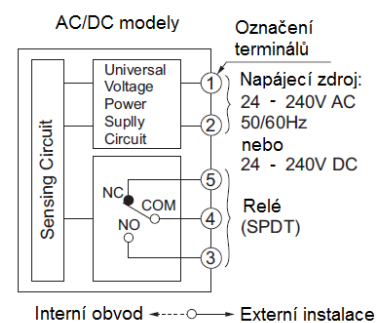 AC/DC modely
Označení
terminálů
Universal
Voltage
Power
Suplly
Circuit
Sensing Circuit
1
2
Napájecí zdroj:
24 - 240V AC
50/60Hz
nebo
24 - 240V DC
NC
COM
NO
5
4
3
Relé
(SPDT)
Interní obvod
Externí instalace